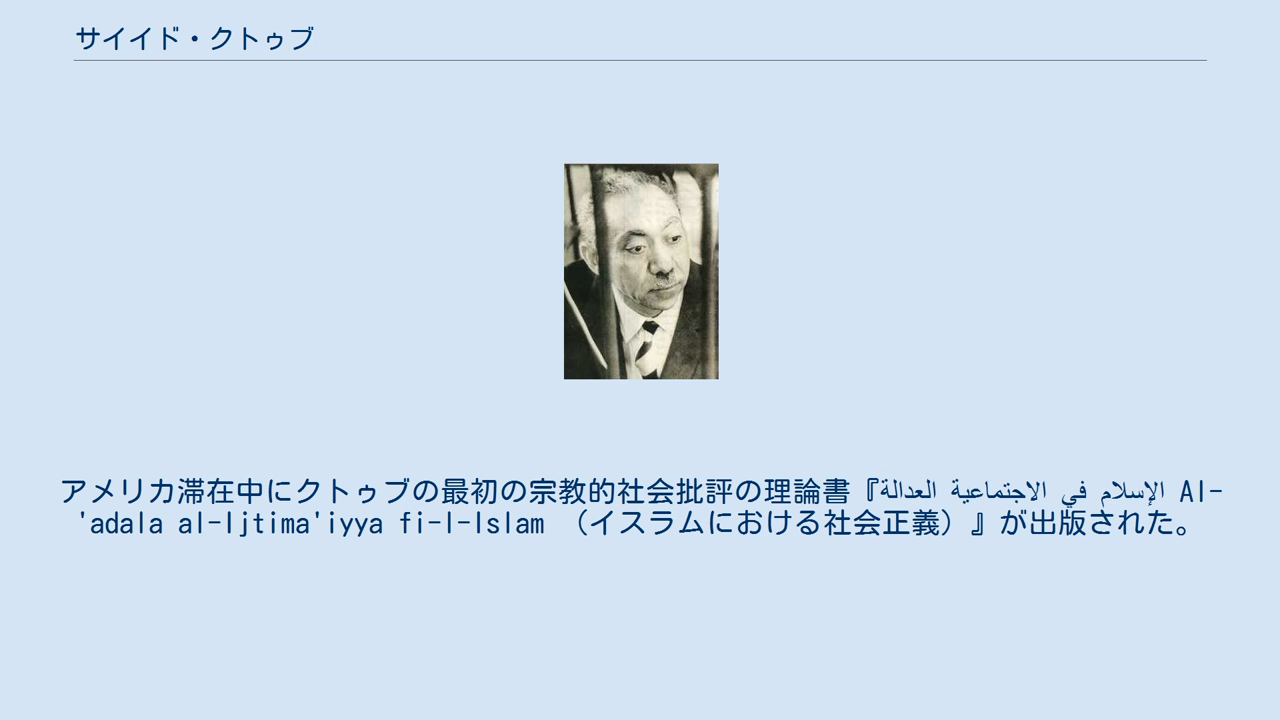 サイイド・クトゥブ
アメリカ滞在中にクトゥブの最初の宗教的社会批評の理論書『العدالة الاجتماعية في الإسلام Al-
'adala al-Ijtima'iyya fi-l-Islam （イスラムにおける社会正義）』が出版された。